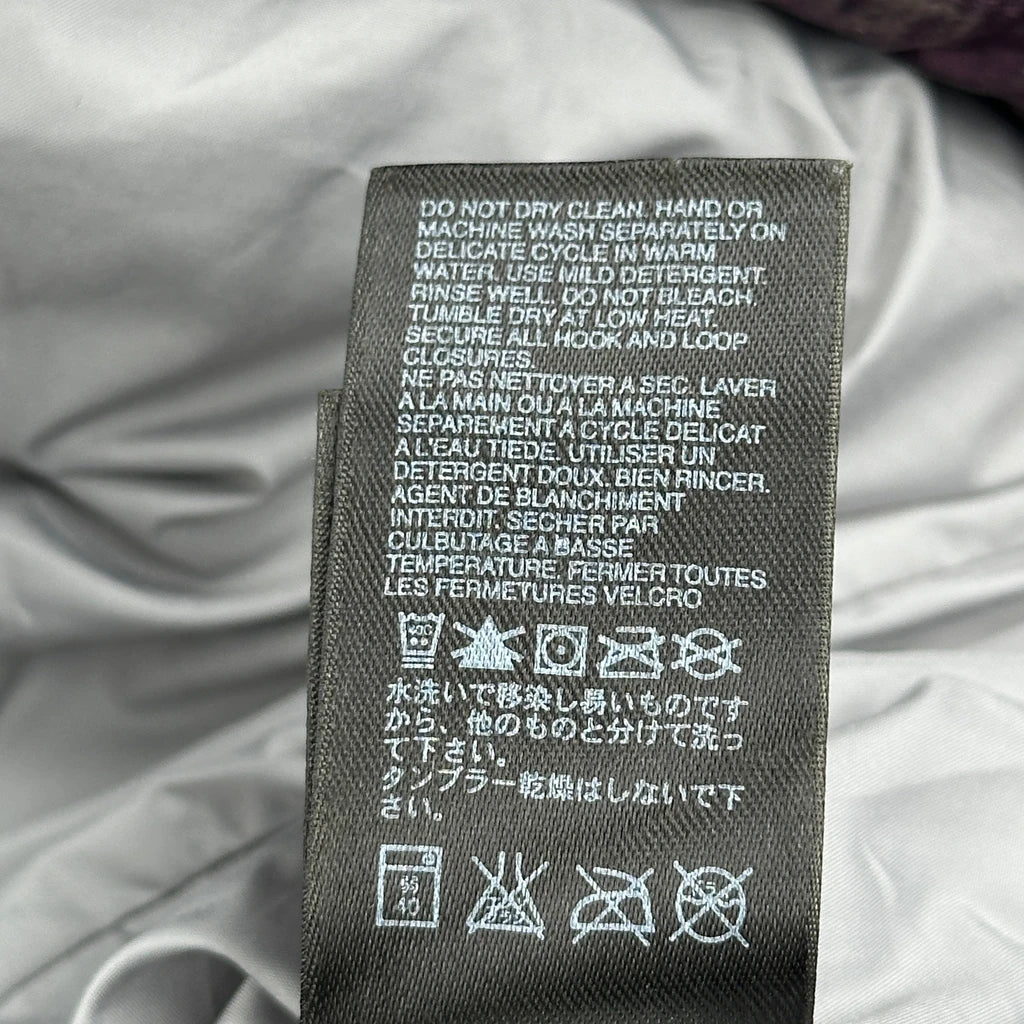 DO NOT DRY CLEAN. HAND OR
MACHINE WASH SEPARATELY ON
DELICATE CYCLE IN WARM
WATER. USE MILD DETERGENT.
RINSE WELL. DO NOT BLEACH.
TUMBLE DRY AT LOW HEAT.
SECURE ALL HOOK AND LOOP
CLOSURES.
NE PAS NETTOYER A SEC. LAVER
A LA MAIN OU A LA MACHINE
SEPAREMENT A CYCLE DELICAT
A L'EAU TIEDE. UTILISER UN
DETERGENT DOUX. BIEN RINCER.
AGENT DE BLANCHIMENT
INTERDIT. SECHER PAR
CULBUTAGE A BASSE
TEMPERATURE. FERMER TOUTES
LES FERMETURES VELCRO
水洗いで移染し易いものです
から、他のものと分けて洗っ
て下さい。
タンブラー乾燥はしないで下
さい。
40